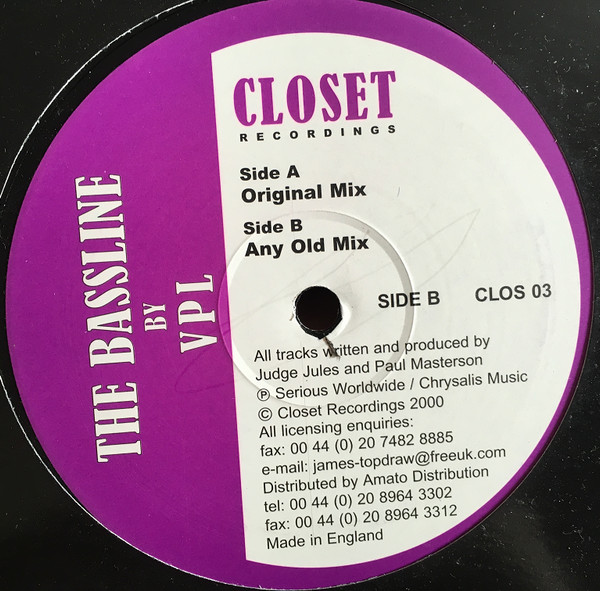 THE BASSLINE
BY
VPL
CLOSET
RECORDINGS
Side A
Original Mix
Side B
Any Old Mix
SIDE B CLOS 03
All tracks written and produced by
Judge Jules and Paul Masterson
℗ Serious Worldwide / Chrysalis Music
© Closet Recordings 2000
All licensing enquiries:
fax: 00 44 (0) 20 7482 8885
e-mail: james-topdraw@freeuk.com
Distributed by Amato Distribution
tel: 00 44 (0) 20 8964 3302
fax: 00 44 (0) 20 8964 3312
Made in England